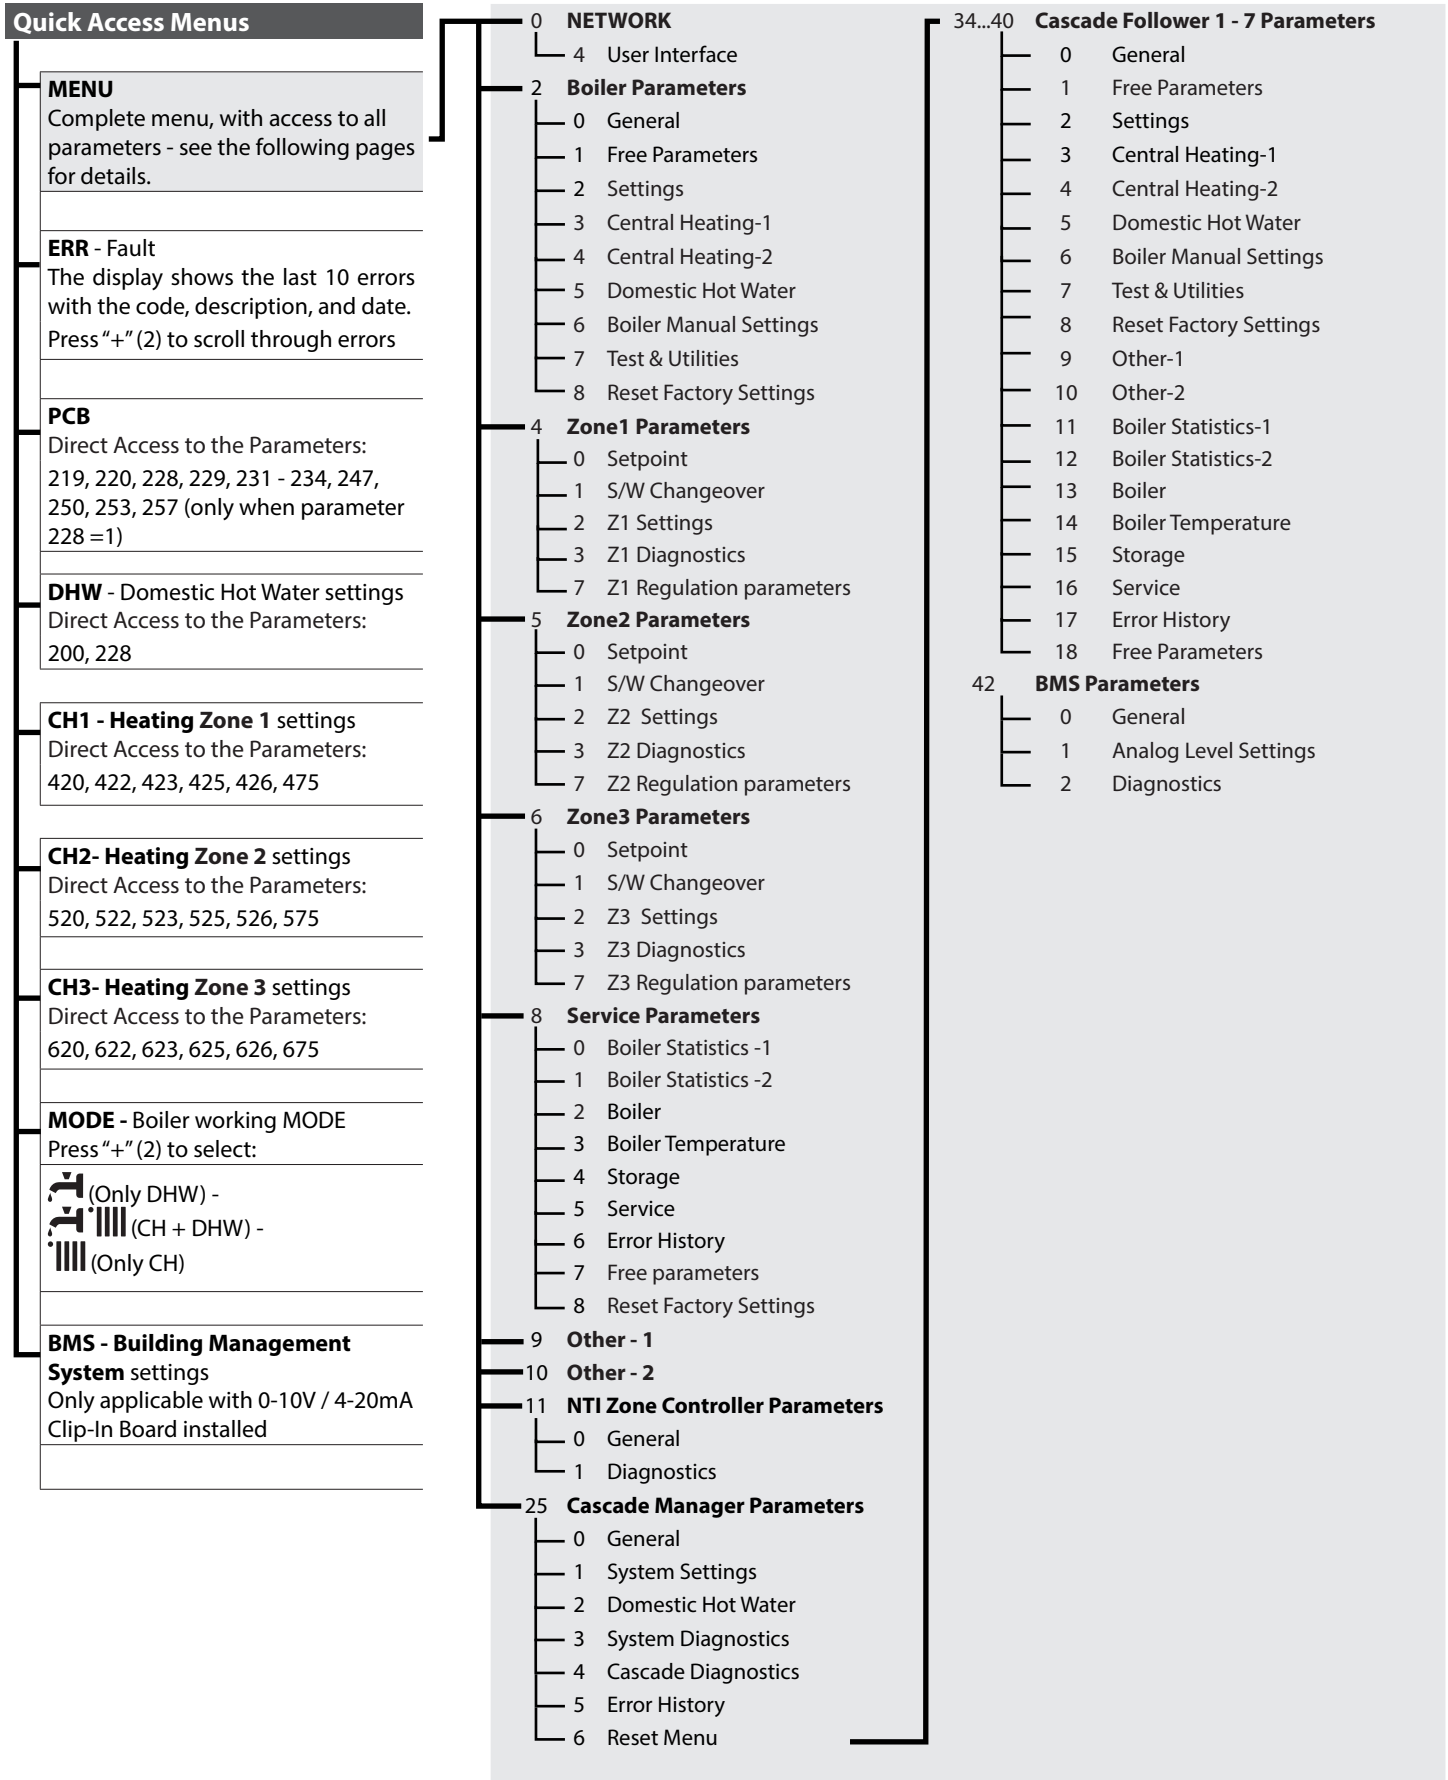 Quick Access Menus
MENU
Complete menu, with access to all
parameters - see the following pages
for details.
ERR - Fault
The display shows the last 10 errors
with the code, description, and date.
Press "+" (2) to scroll through errors
PCB
Direct Access to the Parameters:
219, 220, 228, 229, 231 - 234, 247,
250, 253, 257 (only when parameter
228 =1)
DHW - Domestic Hot Water settings
Direct Access to the Parameters:
200, 228
CH1 - Heating Zone 1 settings
Direct Access to the Parameters:
420, 422, 423, 425, 426, 475
CH2- Heating Zone 2 settings
Direct Access to the Parameters:
520, 522, 523, 525, 526, 575
CH3- Heating Zone 3 settings
Direct Access to the Parameters:
620, 622, 623, 625, 626, 675
MODE - Boiler working MODE
Press "+" (2) to select:
(Only DHW) -
(CH + DHW) -
(Only CH)
BMS - Building Management
System settings
Only applicable with 0-10V / 4-20mA
Clip-In Board installed
0 NETWORK
4 User Interface
2 Boiler Parameters
0 General
1 Free Parameters
2 Settings
3 Central Heating-1
4 Central Heating-2
5 Domestic Hot Water
6 Boiler Manual Settings
7 Test & Utilities
8 Reset Factory Settings
4 Zone1 Parameters
0 Setpoint
1 S/W Changeover
2 Z1 Settings
3 Z1 Diagnostics
7 Z1 Regulation parameters
5 Zone2 Parameters
0 Setpoint
1 S/W Changeover
2 Z2 Settings
3 Z2 Diagnostics
7 Z2 Regulation parameters
6 Zone3 Parameters
0 Setpoint
1 S/W Changeover
2 Z3 Settings
3 Z3 Diagnostics
7 Z3 Regulation parameters
8 Service Parameters
0 Boiler Statistics -1
1 Boiler Statistics -2
2 Boiler
3 Boiler Temperature
4 Storage
5 Service
6 Error History
7 Free parameters
8 Reset Factory Settings
9 Other - 1
10 Other - 2
11 NTI Zone Controller Parameters
0 General
1 Diagnostics
25 Cascade Manager Parameters
0 General
1 System Settings
2 Domestic Hot Water
3 System Diagnostics
4 Cascade Diagnostics
5 Error History
6 Reset Menu
34...40 Cascade Follower 1 - 7 Parameters
0 General
1 Free Parameters
2 Settings
3 Central Heating-1
4 Central Heating-2
5 Domestic Hot Water
6 Boiler Manual Settings
7 Test & Utilities
8 Reset Factory Settings
9 Other-1
10 Other-2
11 Boiler Statistics-1
12 Boiler Statistics-2
13 Boiler
14 Boiler Temperature
15 Storage
16 Service
17 Error History
18 Free Parameters
42 BMS Parameters
0 General
1 Analog Level Settings
2 Diagnostics